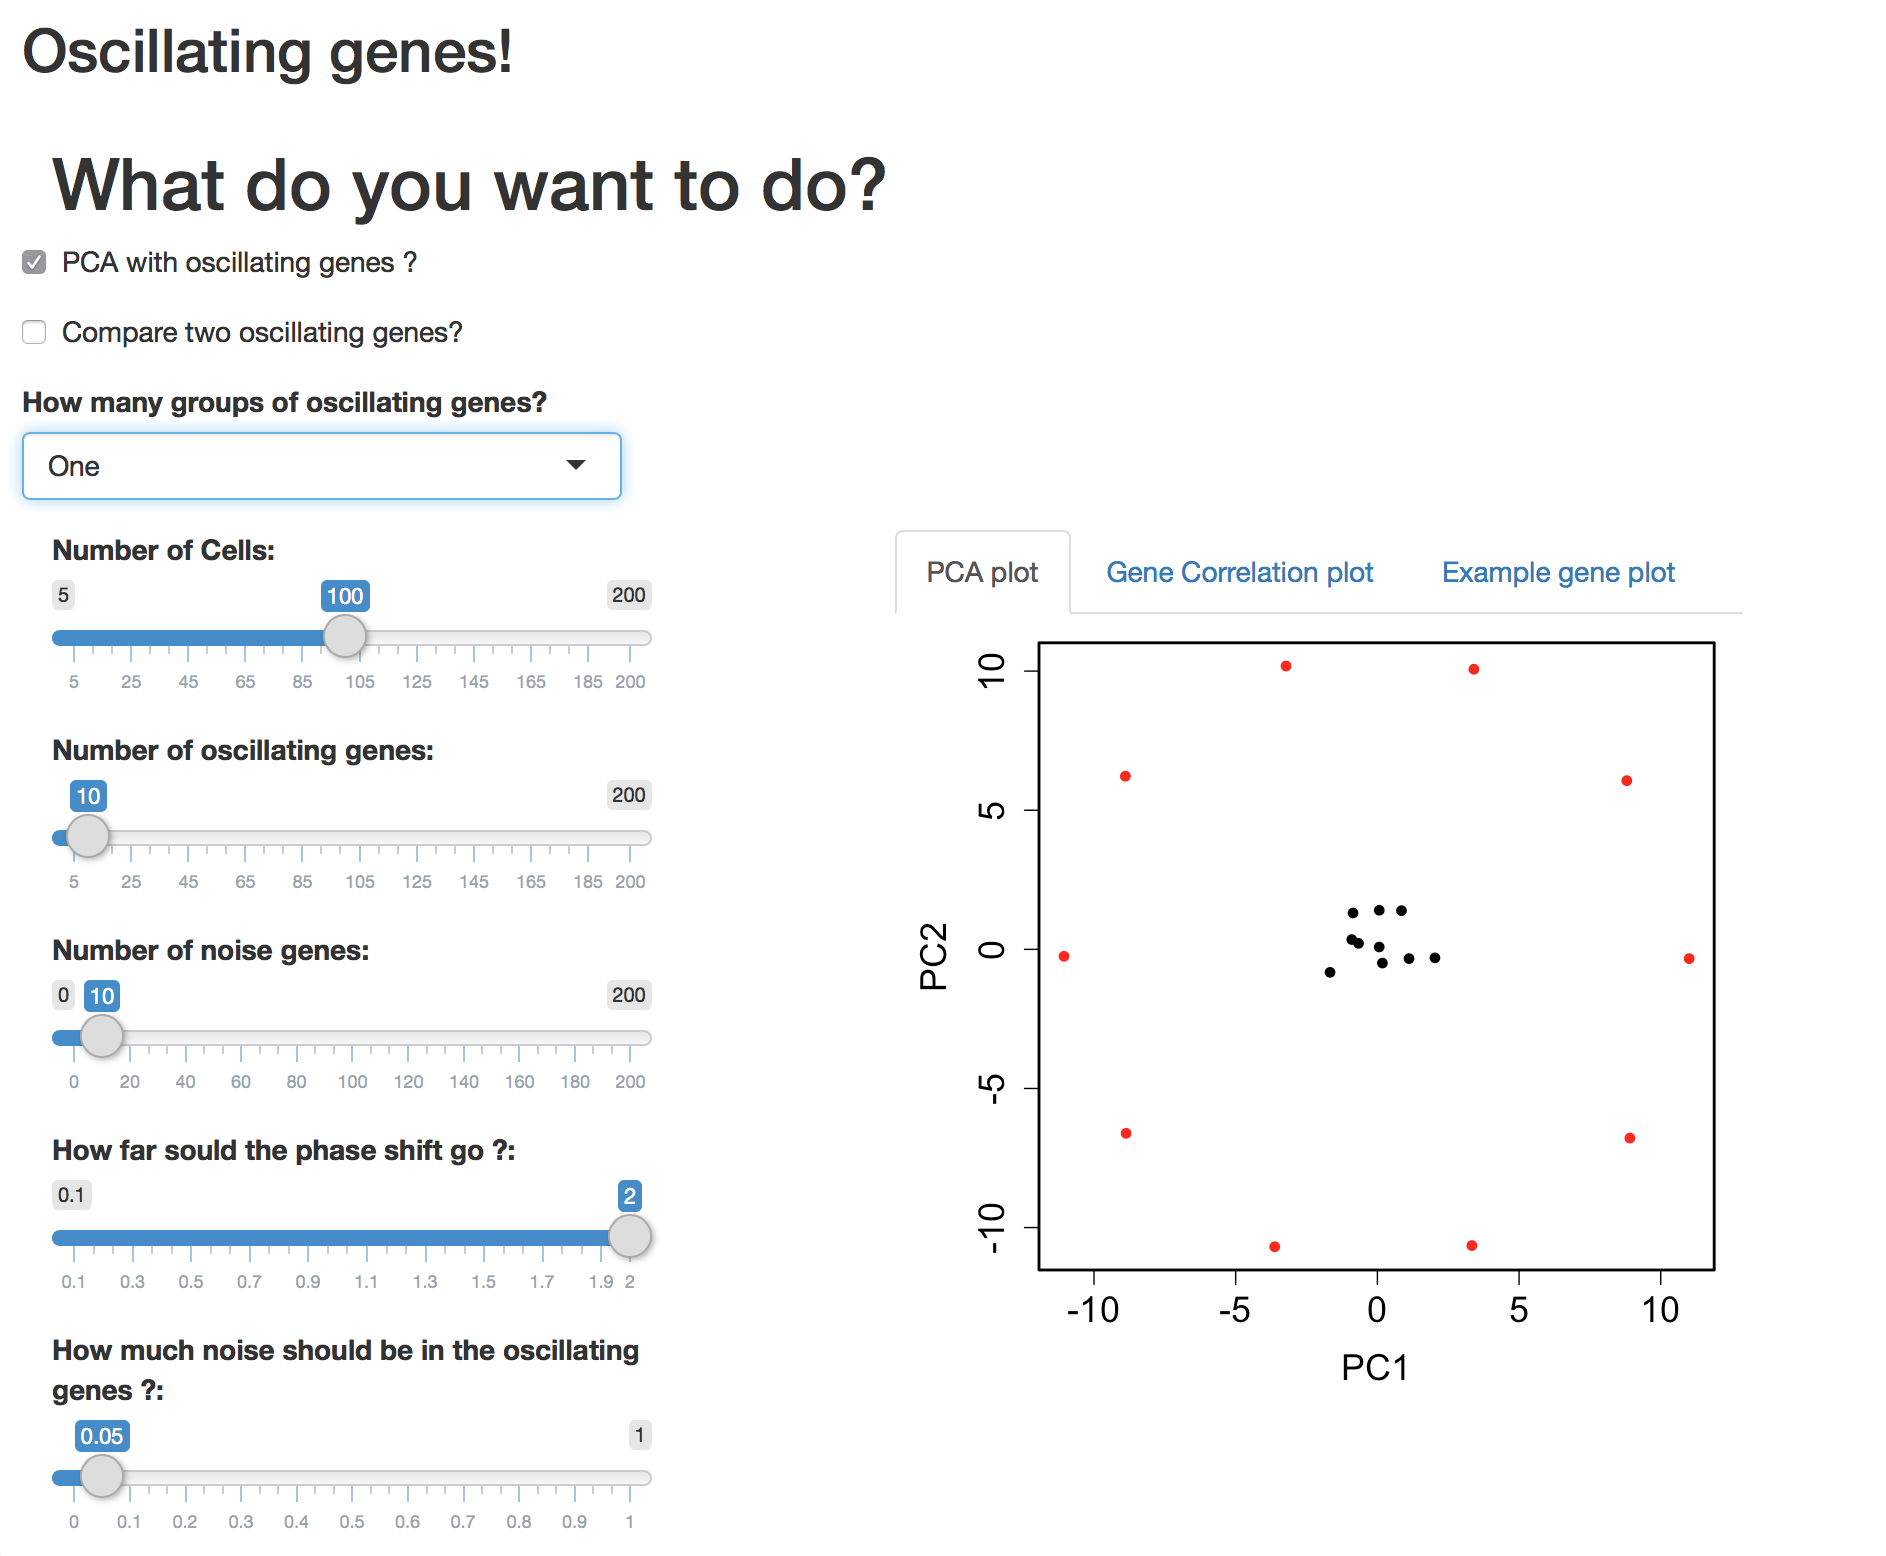 Oscillating genes!
What do you want to do?
PCA with oscillating genes ?
Compare two oscillating genes?
How many groups of oscillating genes?
One
Number of Cells:
5 100 200
5 25 45 65 85 105 125 145 165 185 200
Number of oscillating genes:
10 200
5 25 45 65 85 105 125 145 165 185 200
Number of noise genes:
0 10 200
0 20 40 60 80 100 120 140 160 180 200
How far sould the phase shift go ?:
0.1 2
0.1 0.3 0.5 0.7 0.9 1.1 1.3 1.5 1.7 1.9 2
How much noise should be in the oscillating
genes ?:
0.05 1
0 0.1 0.2 0.3 0.4 0.5 0.6 0.7 0.8 0.9 1
PCA plot Gene Correlation plot Example gene plot
10
5
0
-5
-10
PC2
-10 -5 0 5 10
PC1